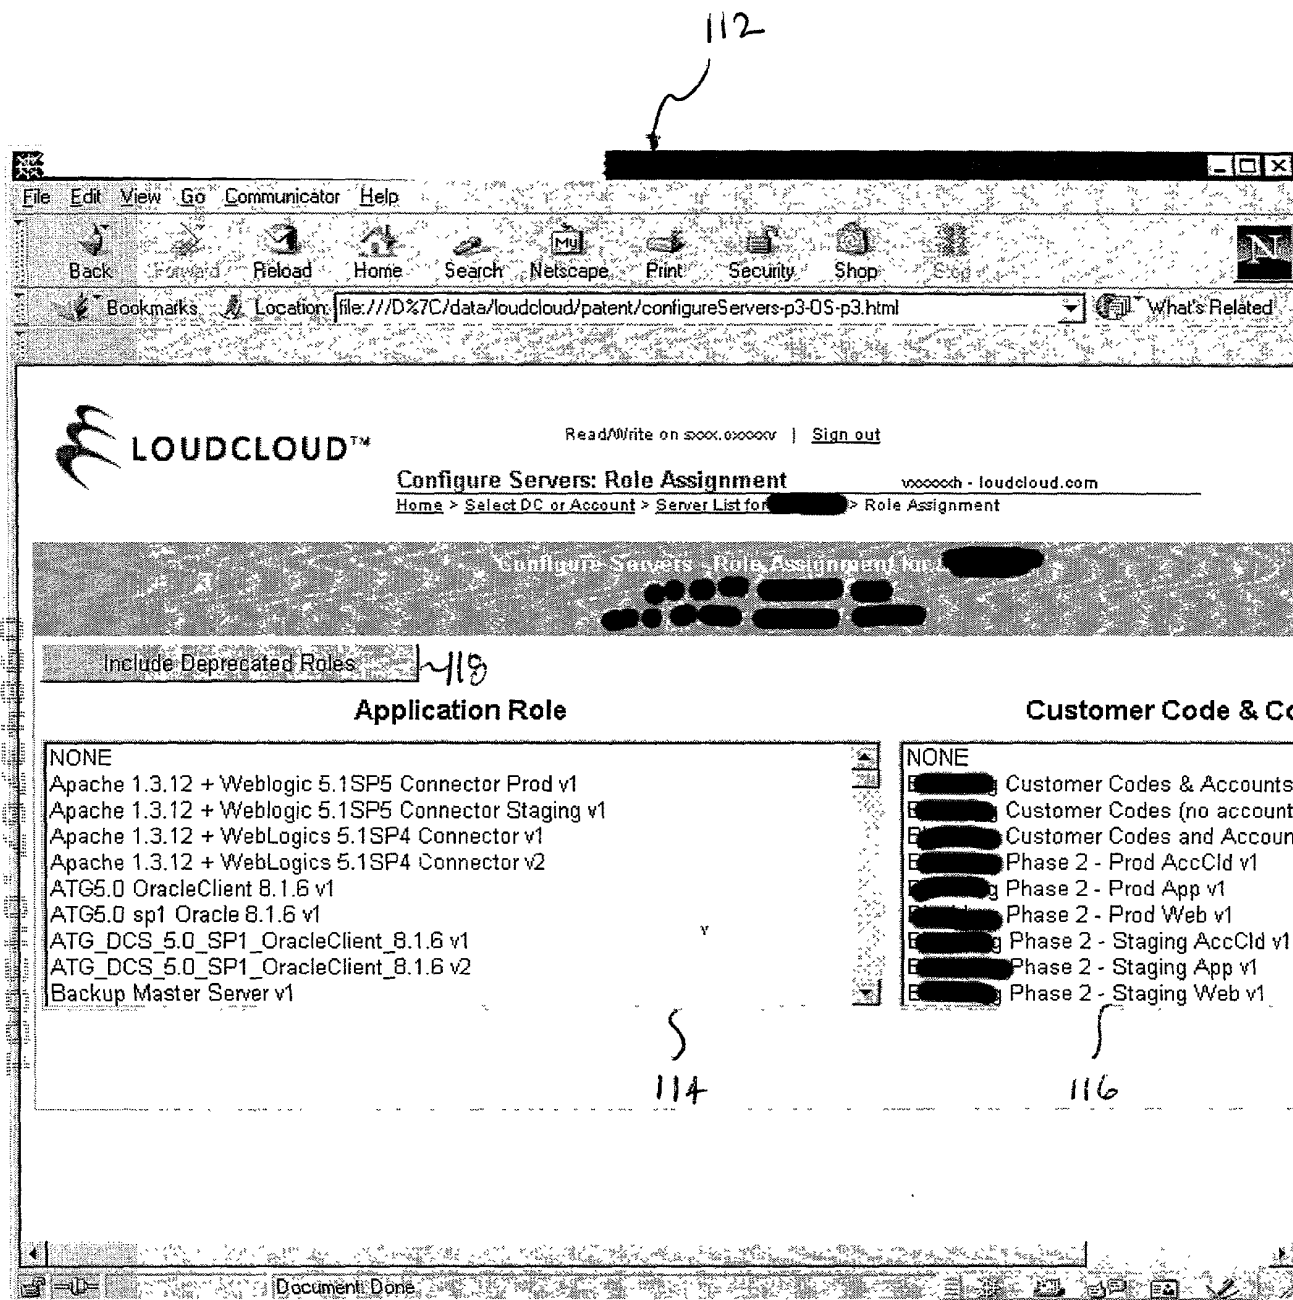 112
File Edit View Go Communicator Help
Back Forward Reload Home Search Netscape Print Security Shop Stop
My
N
Bookmarks Location: file:///D%7C/data/loudcloud/patent/configureServers-p3-OS-p3.html What's Related
LOUDCLOUD™
Read/Write on | Sign out
Configure Servers: Role Assignment - loudcloud.com
Home > Select DC or Account > Server List for > Role Assignment
Configure Servers - Role Assignment for
Include Deprecated Roles 118
Application Role
NONE
Apache 1.3.12 + Weblogic 5.1SP5 Connector Prod v1
Apache 1.3.12 + Weblogic 5.1SP5 Connector Staging v1
Apache 1.3.12 + WebLogics 5.1SP4 Connector v1
Apache 1.3.12 + WebLogics 5.1SP4 Connector v2
ATG5.0 OracleClient 8.1.6 v1
ATG5.0 sp1 Oracle 8.1.6 v1
ATG_DCS_5.0_SP1_OracleClient_8.1.6 v1
ATG_DCS_5.0_SP1_OracleClient_8.1.6 v2
Backup Master Server v1
114
Customer Code & Co
NONE
Customer Codes & Accounts
Customer Codes (no account
Customer Codes and Accoun
Phase 2 - Prod AccCld v1
Phase 2 - Prod App v1
Phase 2 - Prod Web v1
Phase 2 - Staging AccCld v1
Phase 2 - Staging App v1
Phase 2 - Staging Web v1
116
Document: Done